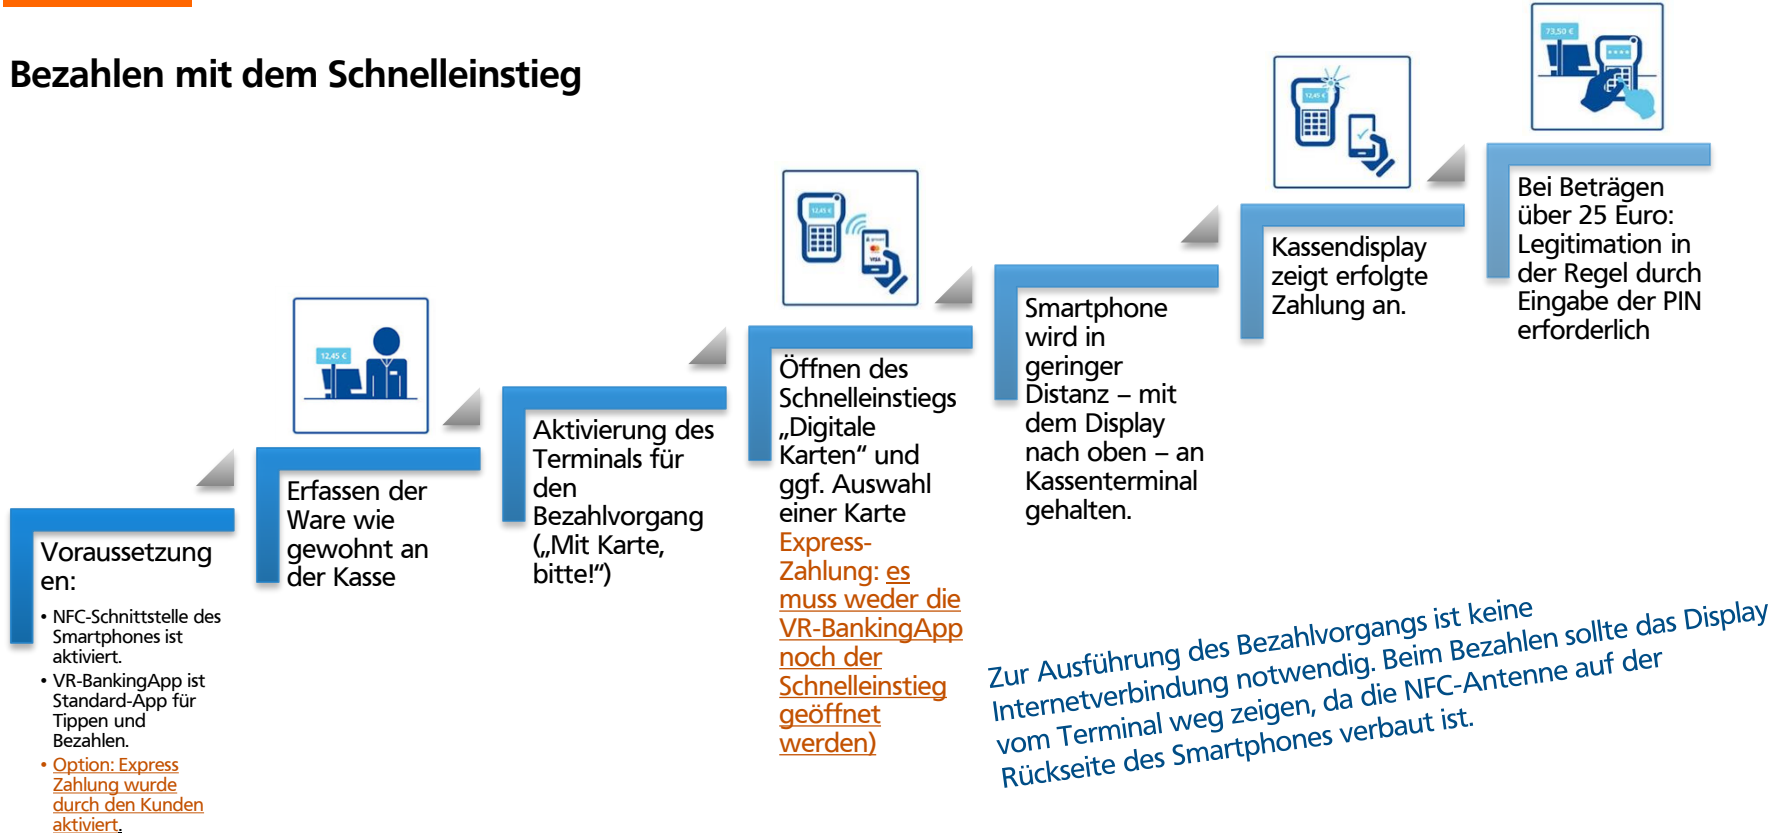 Bezahlen mit dem Schnelleinstieg
Voraussetzung
en:
• NFC-Schnittstelle des
Smartphones ist
aktiviert.
• VR-BankingApp ist
Standard-App für
Tippen und
Bezahlen.
• Option: Express
Zahlung wurde
durch den Kunden
aktiviert.
12,45 €
Erfassen der
Ware wie
gewohnt an
der Kasse
Aktivierung des
Terminals für
den
Bezahlvorgang
(„Mit Karte,
bitte!“)
12,45 €
VISA
Öffnen des
Schnelleinstiegs
„Digitale
Karten“ und
ggf. Auswahl
einer Karte
Express-
Zahlung: es
muss weder die
VR-BankingApp
noch der
Schnelleinstieg
geöffnet
werden)
Smartphone
wird in
geringer
Distanz – mit
dem Display
nach oben – an
Kassenterminal
gehalten.
12,45 €
Kassendisplay
zeigt erfolgte
Zahlung an.
73,50 €
Bei Beträgen
über 25 Euro:
Legitimation in
der Regel durch
Eingabe der PIN
erforderlich
Zur Ausführung des Bezahlvorgangs ist keine
Internetverbindung notwendig. Beim Bezahlen sollte das Display
vom Terminal weg zeigen, da die NFC-Antenne auf der
Rückseite des Smartphones verbaut ist.